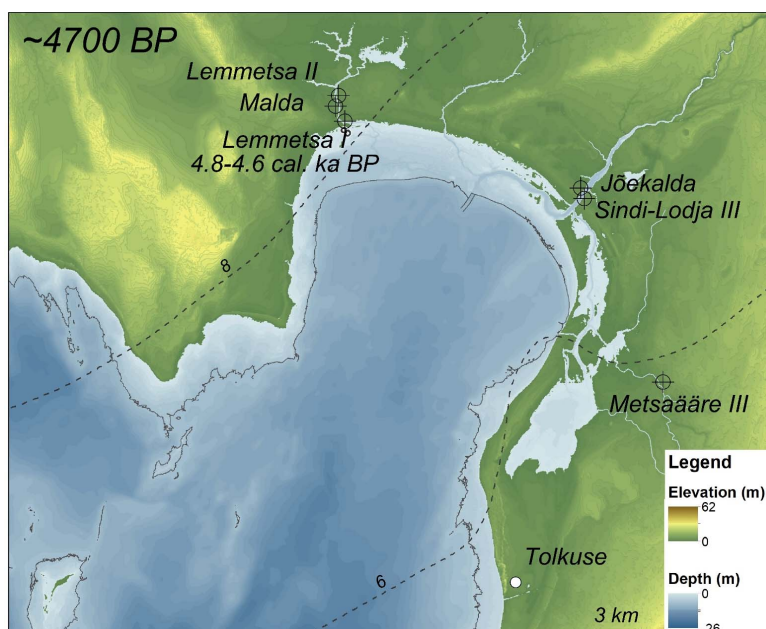 ~4700 BP
Lemmetsa II
Malda
Lemmetsa I
4.8-4.6 cal. ka BP
Jõekalda
Sindi-Lodja III
8
Metsaääre III
Legend
Elevation (m)
62
0
Tolkuse
6
Depth (m)
0
3 km
-26